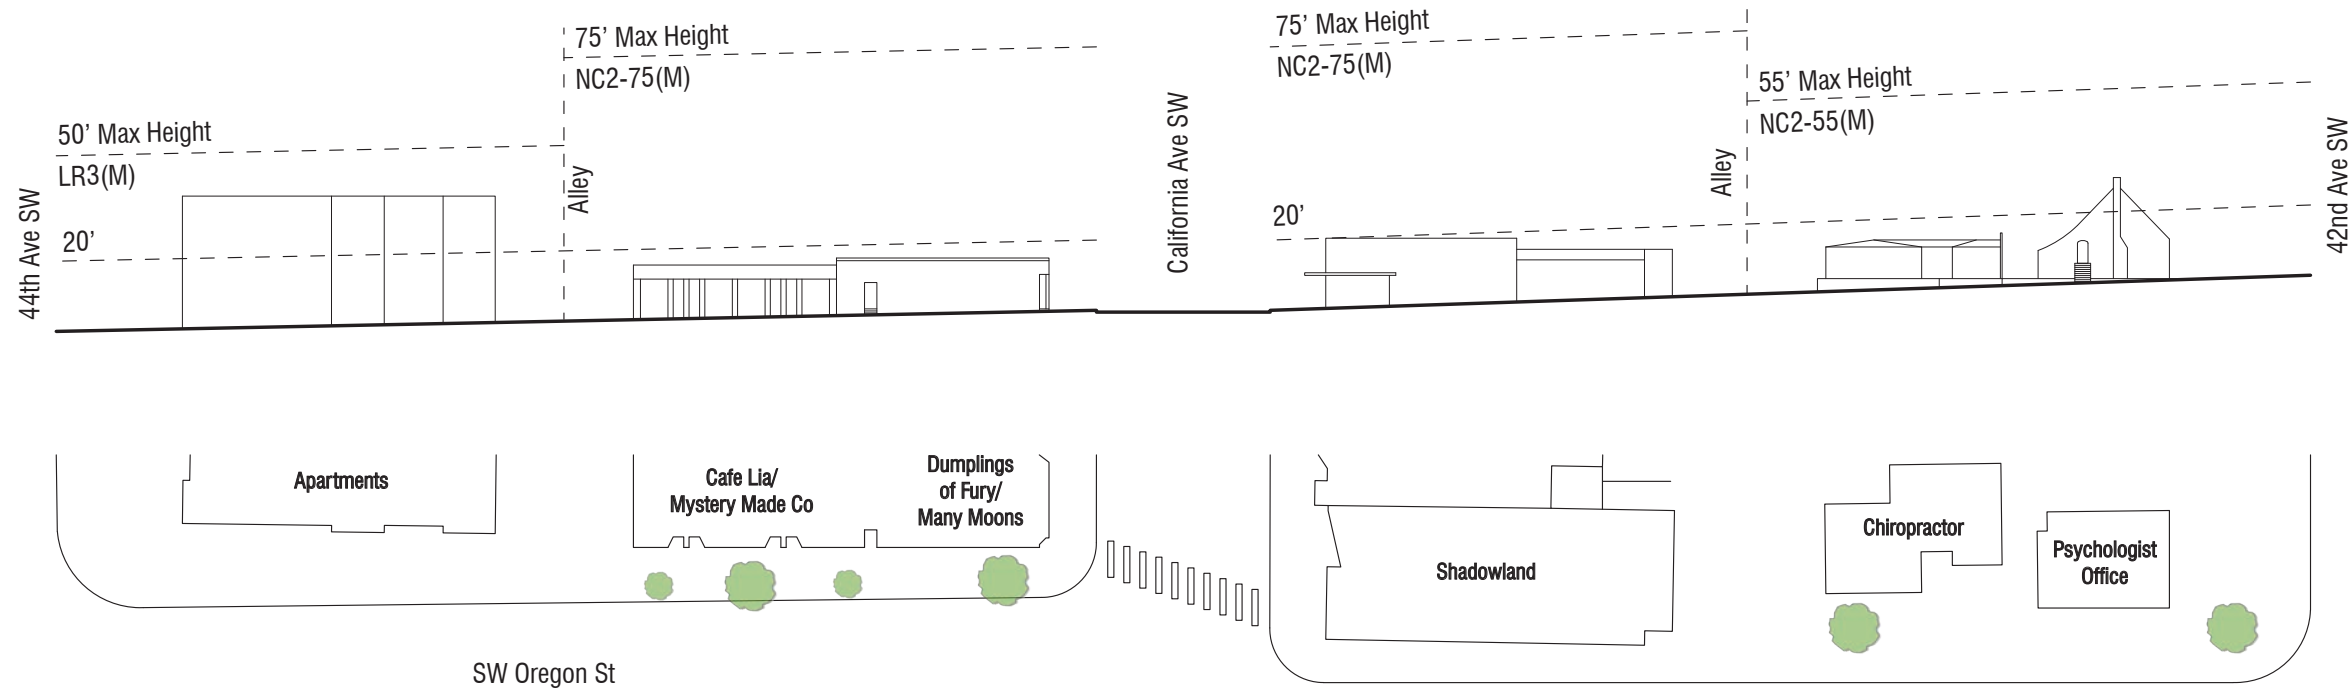 75’ Max Height
NC2-75(M)
50’ Max Height
LR3(M)
20’
44th Ave SW
Alley
California Ave SW
75’ Max Height
NC2-75(M)
20’
Alley
55’ Max Height
NC2-55(M)
42nd Ave SW
Apartments
Cafe Lia/
Mystery Made Co
Dumplings
of Fury/
Many Moons
Shadowland
Chiropractor
Psychologist
Office
SW Oregon St